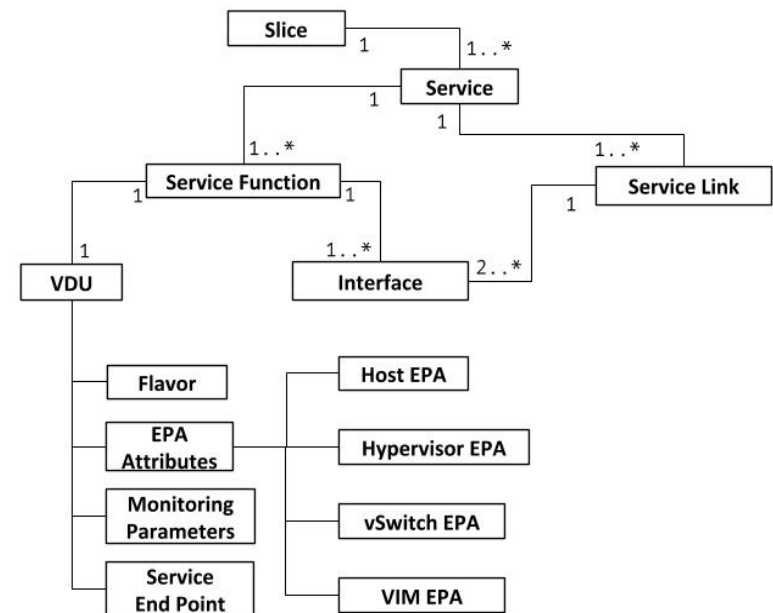 Slice
1
1..*
Service
1
1
1..*
1..*
Service Function
Service Link
1
1
1
1
1..*
2..*
VDU
Interface
Flavor
Host EPA
EPA
Attributes
Hypervisor EPA
Monitoring
Parameters
vSwitch EPA
Service
End Point
VIM EPA